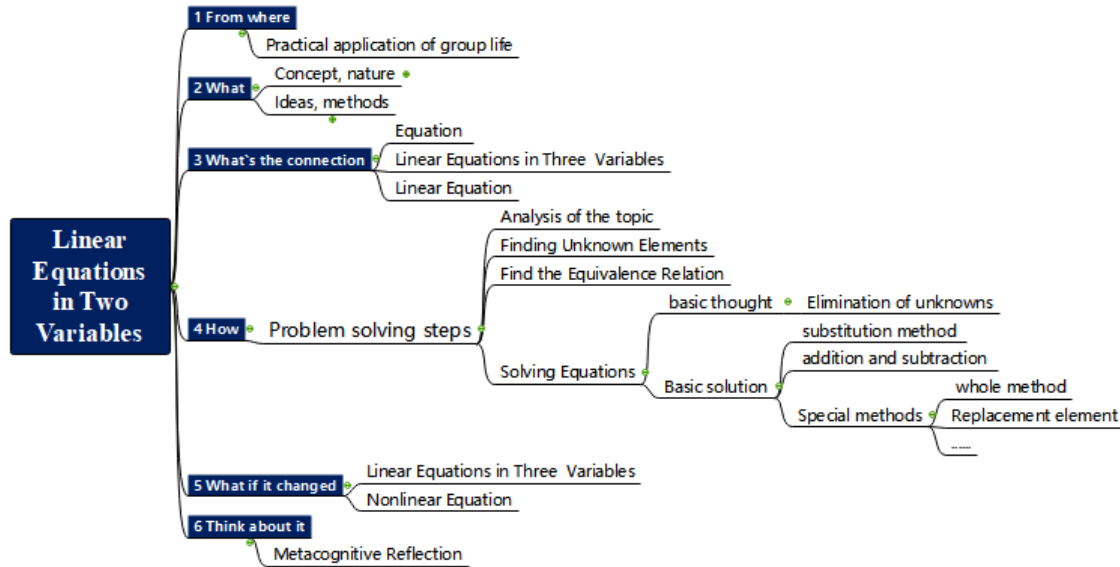 1 From where
Practical application of group life
2 What
Concept, nature
Ideas, methods
3 What`s the connection
Equation
Linear Equations in Three  Variables
Linear Equation
Linear
Equations
in Two
Variables
4 How
Problem solving steps
Analysis of the topic
Finding Unknown Elements
Find the Equivalence Relation
Solving Equations
basic thought
Elimination of unknowns
Basic solution
substitution method
addition and subtraction
Special methods
whole method
Replacement element
......
5 What if it changed
Linear Equations in Three  Variables
Nonlinear Equation
6 Think about it
Metacognitive Reflection